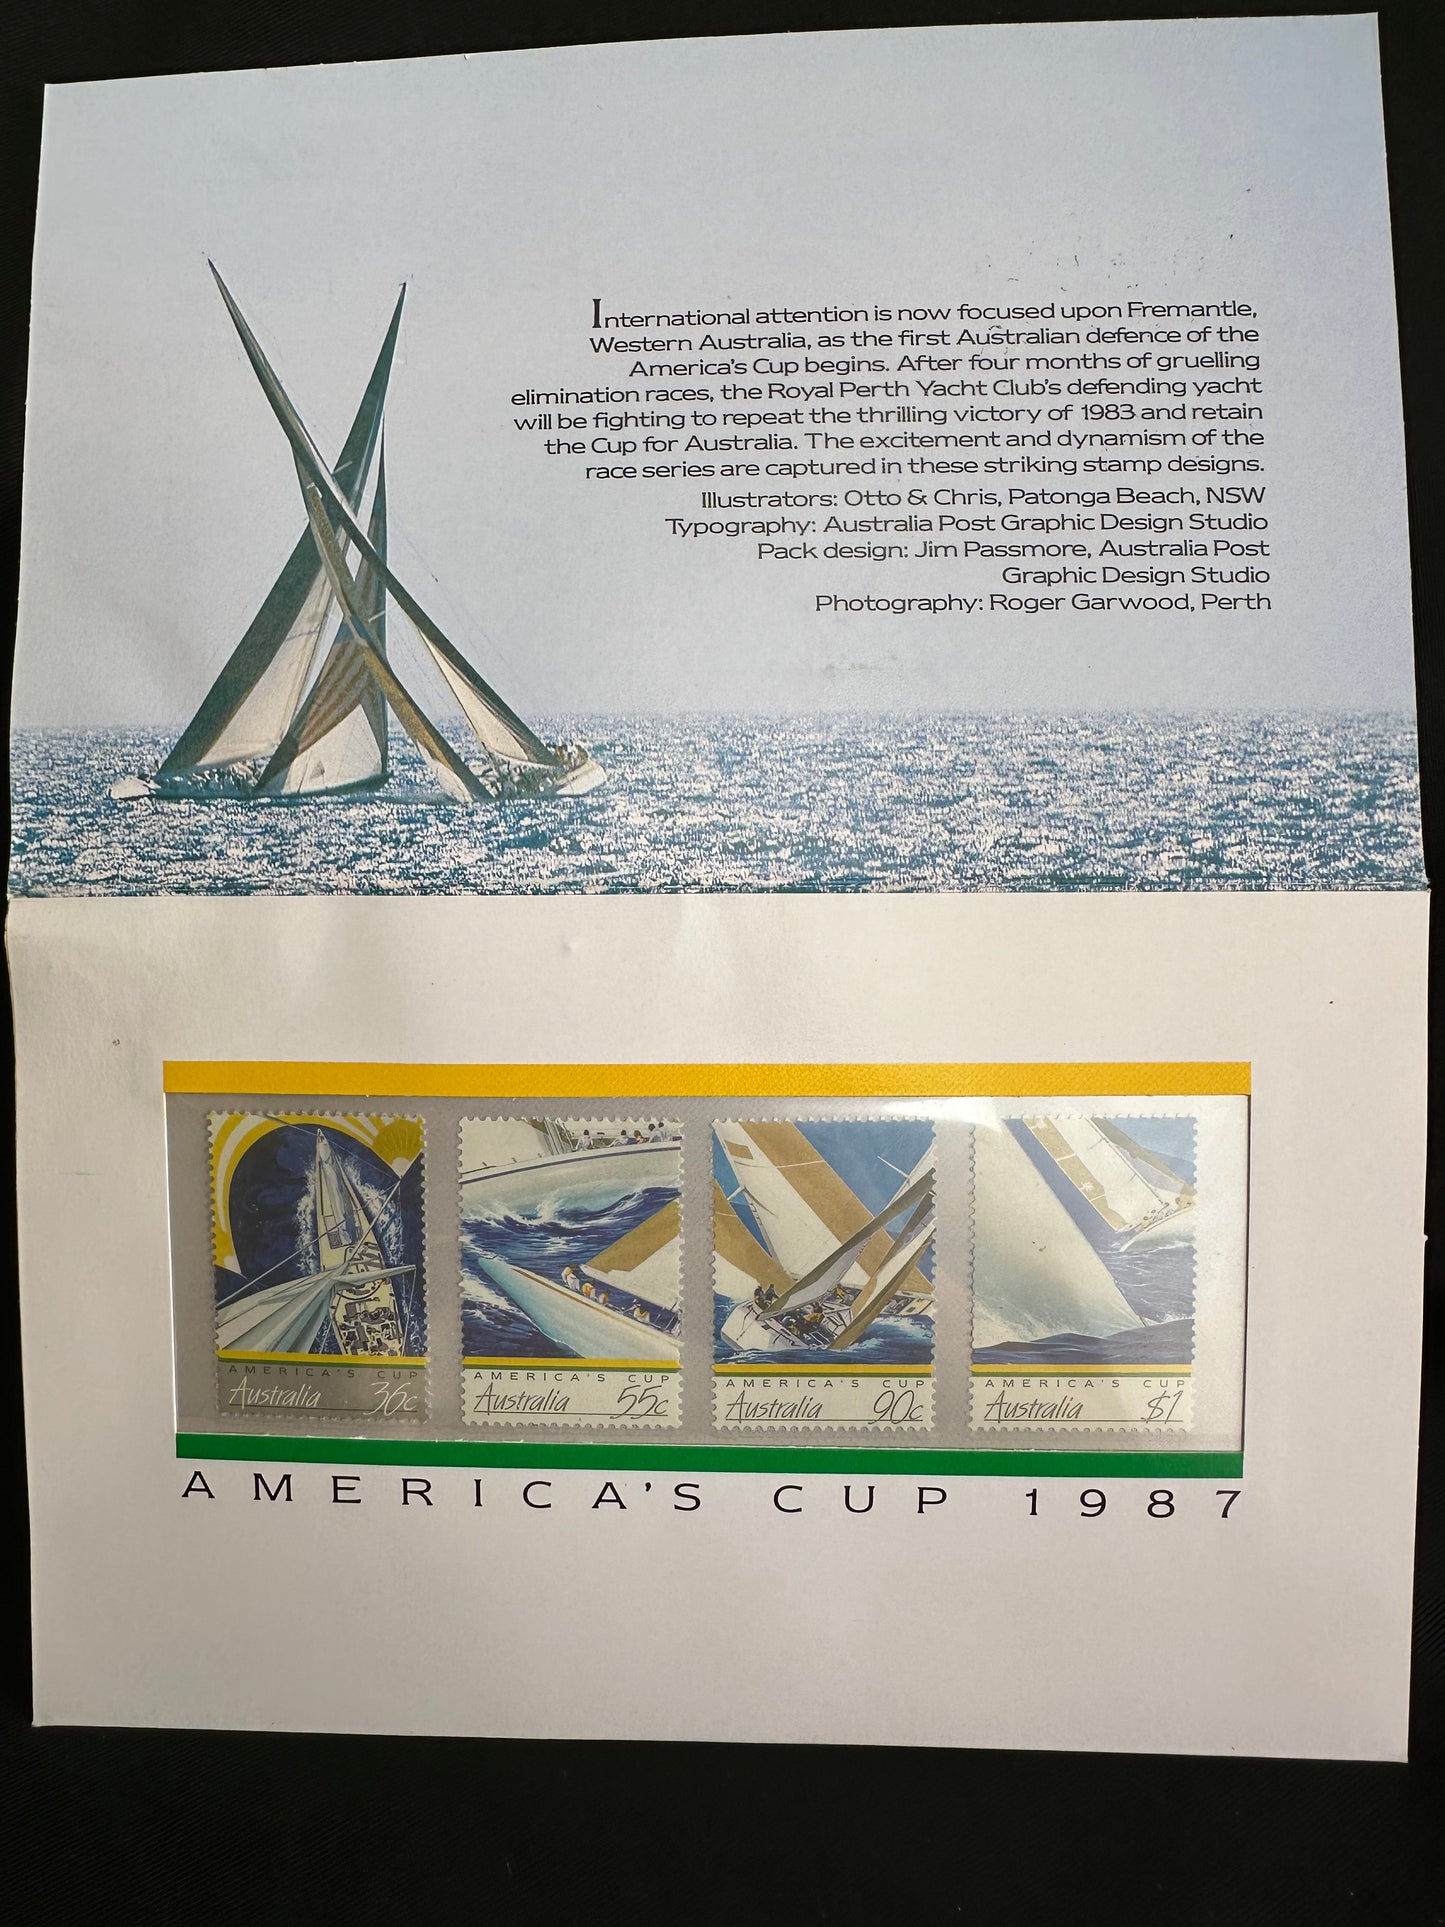 International attention is now focused upon Fremantle,
Western Australia, as the first Australian defence of the
America's Cup begins. After four months of gruelling
elimination races, the Royal Perth Yacht Club's defending yacht
will be fighting to repeat the thrilling victory of 1983 and retain
the Cup for Australia. The excitement and dynamism of the
race series are captured in these striking stamp designs.
Illustrators: Otto & Chris, Patonga Beach, NSW
Typography: Australia Post Graphic Design Studio
Pack design: Jim Passmore, Australia Post
Graphic Design Studio
Photography: Roger Garwood, Perth
AMERICA'S CUP
Australia 36c
AMERICA'S CUP
Australia 55c
AMERICA'S CUP
Australia 90c
AMERICA'S CUP
Australia $1
AMERICA'S CUP 1987